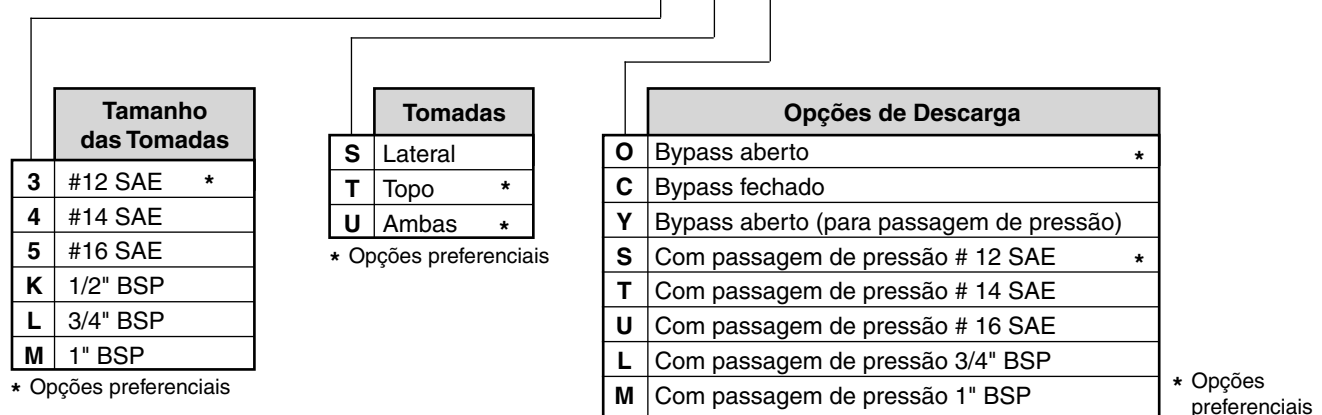 Tamanho
das Tomadas
3 #12 SAE *
4 #14 SAE
5 #16 SAE
K 1/2" BSP
L 3/4" BSP
M 1" BSP
* Opções preferenciais
Tomadas
S Lateral
T Topo *
U Ambas *
* Opções preferenciais
Opções de Descarga
O Bypass aberto *
C Bypass fechado
Y Bypass aberto (para passagem de pressão)
S Com passagem de pressão # 12 SAE *
T Com passagem de pressão # 14 SAE
U Com passagem de pressão # 16 SAE
L Com passagem de pressão 3/4" BSP
M Com passagem de pressão 1" BSP
* Opções
preferenciais